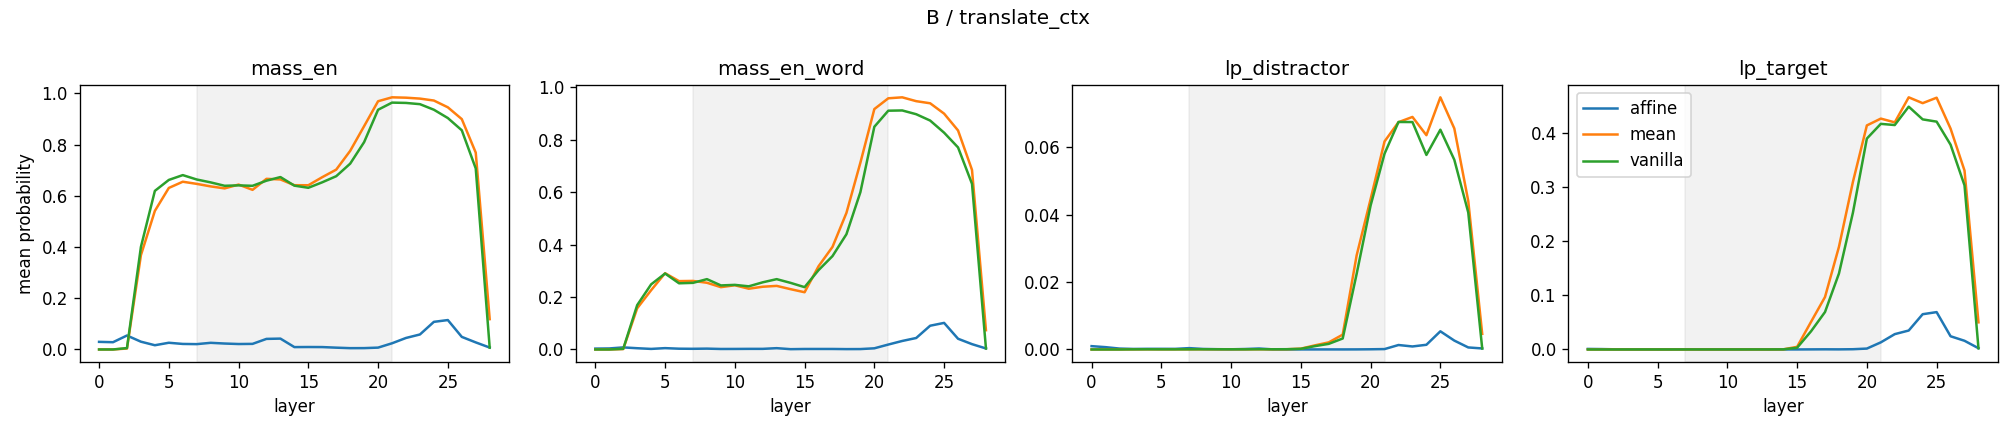 B / translate_ctx
mass_en
mass_en_word
lp_distractor
lp_target
mean probability
1.0
0.8
0.6
0.4
0.2
0.0
0 5 10 15 20 25
layer
1.0
0.8
0.6
0.4
0.2
0.0
0 5 10 15 20 25
layer
0.06
0.04
0.02
0.00
0 5 10 15 20 25
layer
0.4
0.3
0.2
0.1
0.0
0 5 10 15 20 25
layer
affine
mean
vanilla